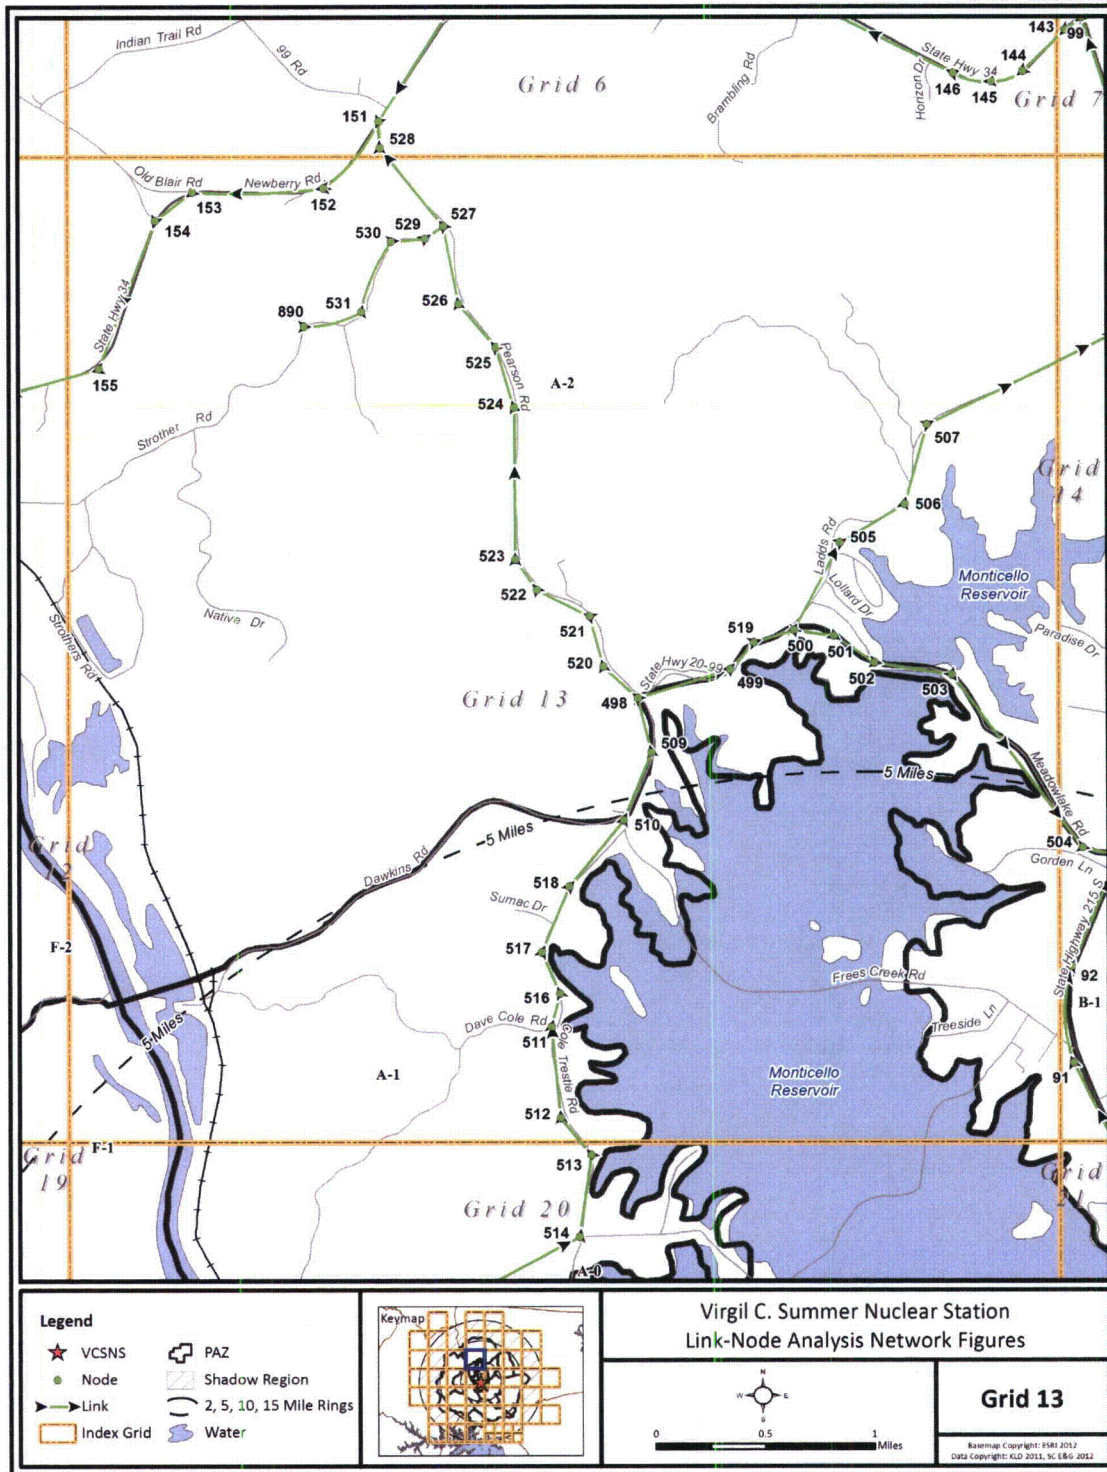 Indian Trail Rd
99 Rd
Grid 6
Brambling Rd
Horizon Dr
State Hwy 34
143
99
144
146
145
Grid 7
151
528
Old Blair Rd
Newberry Rd
153
152
154
527
529
530
State Hwy 34
531
526
890
525
155
Pearson Rd
A-2
524
507
Strother Rd
Grid
14
506
Ladds Rd
505
523
Monticello
Reservoir
522
Lollard Dr
Native Dr
521
519
Paradise Dr
500
501
Strothers Rd
520
State Hwy 20-99
502
499
503
Grid 13
498
509
5 Miles
Meadowlake Rd
510
5 Miles
504
Grid
12
Gorden Ln
Dawkins Rd
518
Sumac Dr
State Highway 215 S
F-2
517
92
Frees Creek Rd
516
B-1
5 Miles
Dave Cole Rd
Treeside Ln
511
Cole Trestle Rd
A-1
Monticello
Reservoir
91
512
F-1
513
Grid
19
Grid
21
Grid 20
514
A-0
Legend
VCSNS
PAZ
Node
Shadow Region
Link
2, 5, 10, 15 Mile Rings
Index Grid
Water
Keymap
Virgil C. Summer Nuclear Station
Link-Node Analysis Network Figures
N
W
E
S
0
0.5
1
Miles
Grid 13
Basemap Copyright: ESRI 2012
Data Copyright: KLD 2011, SC E&G 2012